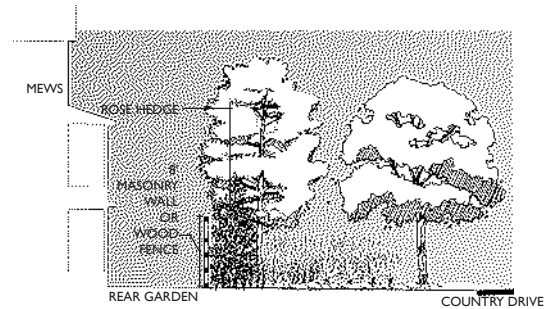 MEWS
ROSE HEDGE
8'
MASONRY
WALL
OR
WOOD
FENCE
REAR GARDEN
COUNTRY DRIVE